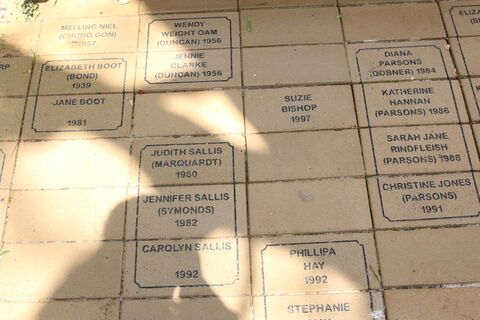 MEI LING NIEL
(CHUNG GON)
1957
WENDY
WEIGHT OAM
(DUNCAN) 1956
JENNIE
CLARKE
(DUNCAN) 1956
ELIZABETH BOOT
(BOND)
1939
JANE BOOT
1981
SUZIE
BISHOP
1997
DIANA
PARSONS
(DOBNER) 1984
KATHERINE
HANNAN
(PARSONS) 1986
SARAH JANE
RINDFLEISH
(PARSONS) 1988
CHRISTINE JONES
(PARSONS)
1991
JUDITH SALLIS
(MARQUARDT)
1980
JENNIFER SALLIS
(SYMONDS)
1982
CAROLYN SALLIS
1992
PHILLIPA
HAY
1992
STEPHANIE